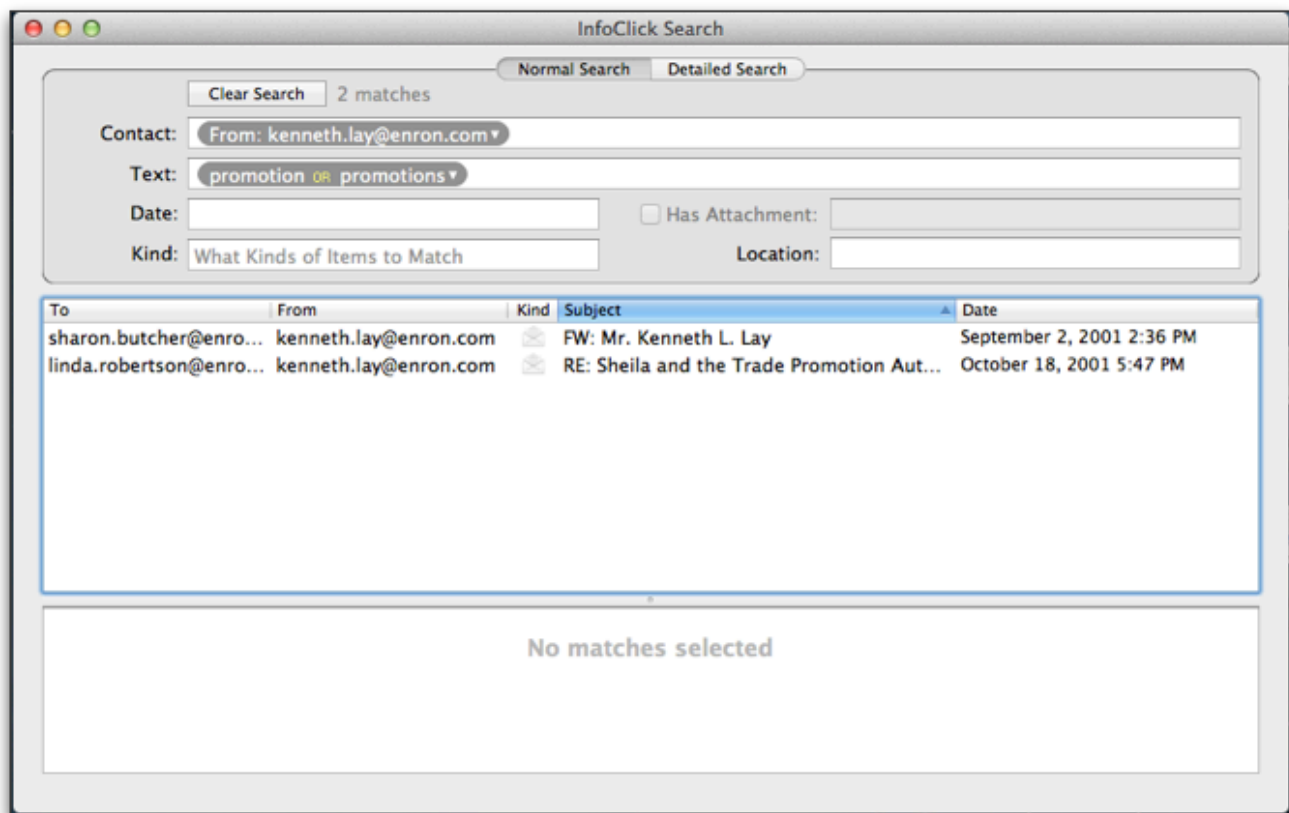 InfoClick Search
Normal Search Detailed Search
Clear Search 2 matches
Contact: From: kenneth.lay@enron.com
Text: promotion OR promotions
Date: Has Attachment:
Kind: What Kinds of Items to Match Location:
To From Kind Subject Date
sharon.butcher@enro... kenneth.lay@enron.com FW: Mr. Kenneth L. Lay September 2, 2001 2:36 PM
linda.robertson@enro... kenneth.lay@enron.com RE: Sheila and the Trade Promotion Aut... October 18, 2001 5:47 PM
No matches selected